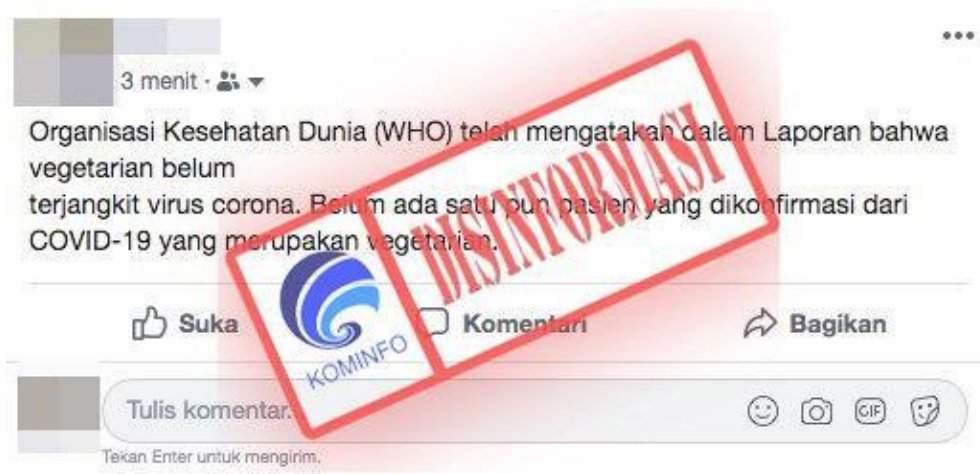 3 menit ·
Organisasi Kesehatan Dunia (WHO) telah mengatakan dalam Laporan bahwa
vegetarian belum
terjangkit virus corona. Belum ada satu pun pasien yang dikonfirmasi dari
COVID-19 yang merupakan vegetarian.
DISINFORMASI
KOMINFO
Suka
Komentari
Bagikan
Tulis komentar.
GIF
Tekan Enter untuk mengirim.